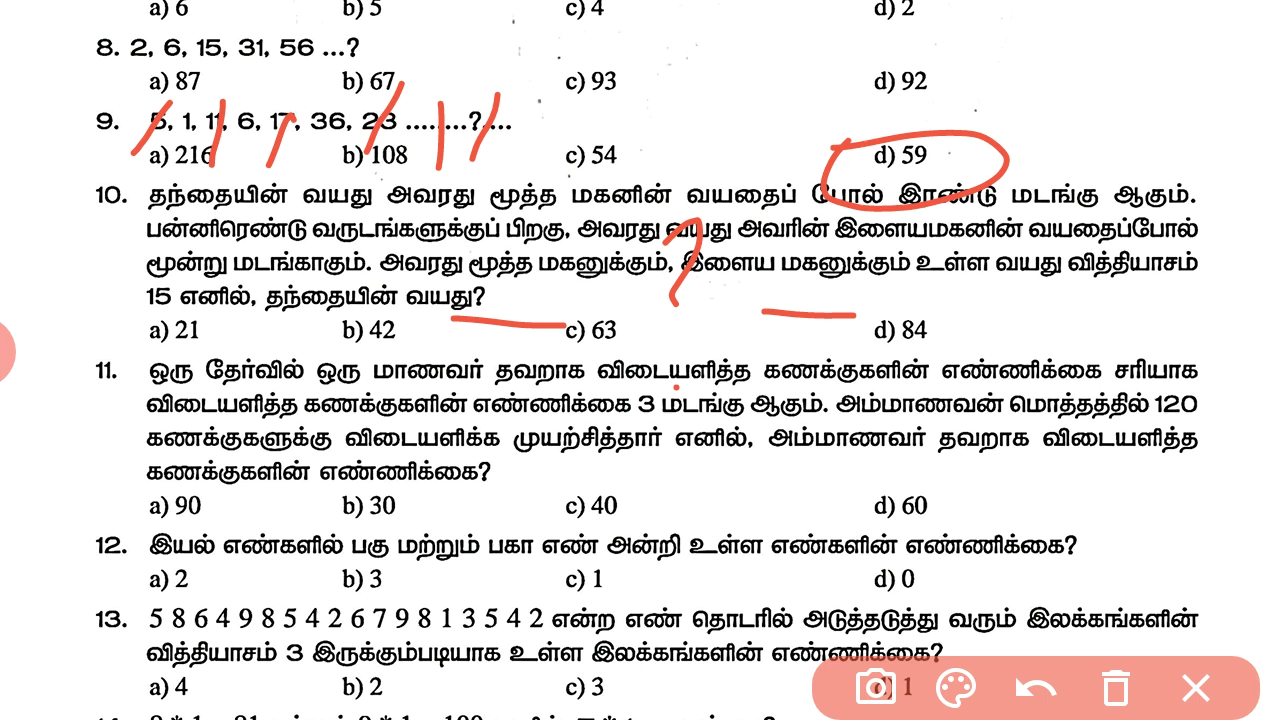 a) 6 b) 5 c) 4 d) 2
8. 2, 6, 15, 31, 56 ...?
a) 87 b) 67 c) 93 d) 92
9. 5, 1, 11, 6, 17, 36, 23 ........?....
a) 216 b) 108 c) 54 d) 59
10. தந்தையின் வயது அவரது மூத்த மகனின் வயதைப் போல் இரண்டு மடங்கு ஆகும்.
பன்னிரெண்டு வருடங்களுக்குப் பிறகு, அவரது வயது அவரின் இளையமகனின் வயதைப்போல்
மூன்று மடங்காகும். அவரது மூத்த மகனுக்கும், இளைய மகனுக்கும் உள்ள வயது வித்தியாசம்
15 எனில், தந்தையின் வயது?
a) 21 b) 42 c) 63 d) 84
11. ஒரு தேர்வில் ஒரு மாணவர் தவறாக விடையளித்த கணக்குகளின் எண்ணிக்கை சரியாக
விடையளித்த கணக்குகளின் எண்ணிக்கை 3 மடங்கு ஆகும். அம்மாணவன் மொத்தத்தில் 120
கணக்குகளுக்கு விடையளிக்க முயற்சித்தார் எனில், அம்மாணவர் தவறாக விடையளித்த
கணக்குகளின் எண்ணிக்கை?
a) 90 b) 30 c) 40 d) 60
12. இயல் எண்களில் பகு மற்றும் பகா எண் அன்றி உள்ள எண்களின் எண்ணிக்கை?
a) 2 b) 3 c) 1 d) 0
13. 5 8 6 4 9 8 5 4 2 6 7 9 8 1 3 5 4 2 என்ற எண் தொடரில் அடுத்தடுத்து வரும் இலக்கங்களின்
வித்தியாசம் 3 இருக்கும்படியாக உள்ள இலக்கங்களின் எண்ணிக்கை?
a) 4 b) 2 c) 3 d) 1